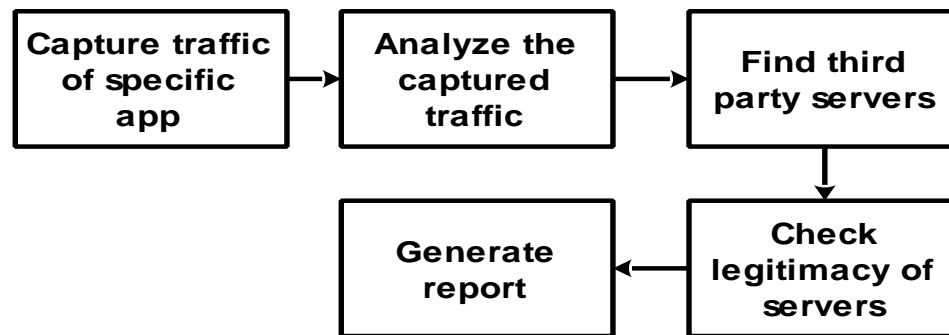 Capture traffic
of specific
app
Analyze the
captured
traffic
Find third
party servers
Check
legitimacy of
servers
Generate
report